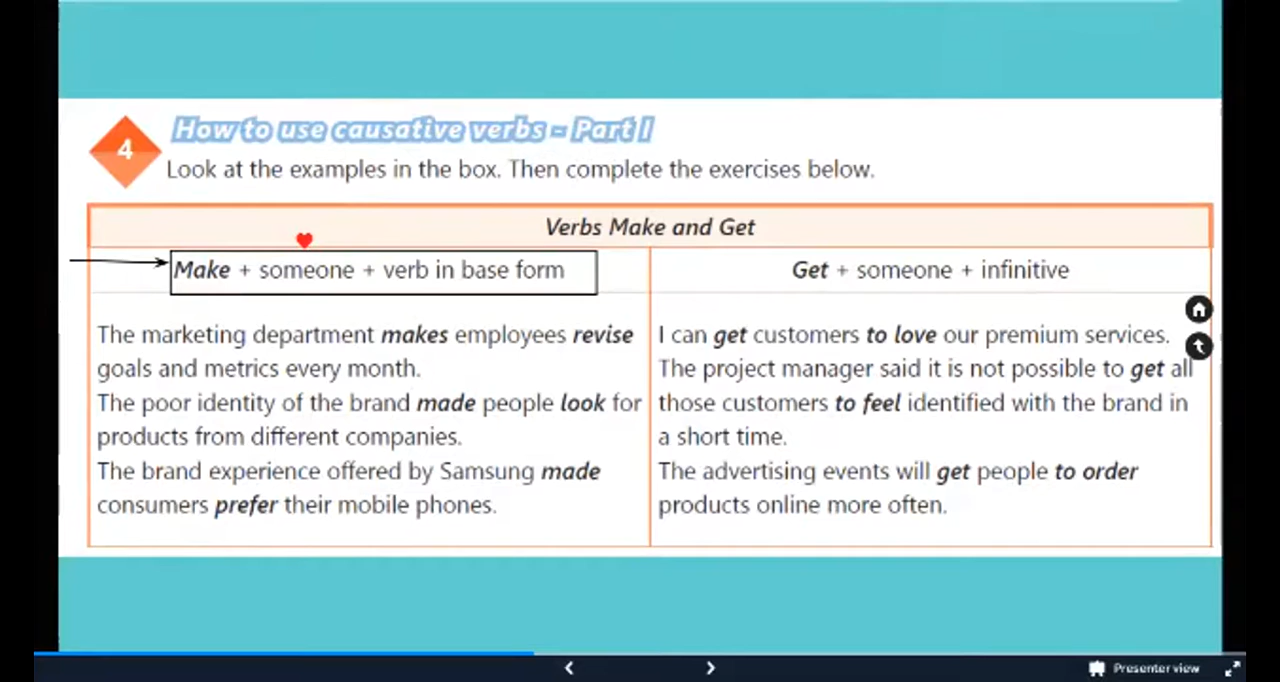 4
How to use causative verbs – Part I
Look at the examples in the box. Then complete the exercises below.
Verbs Make and Get
Make + someone + verb in base form
Get + someone + infinitive
The marketing department makes employees revise
goals and metrics every month.
The poor identity of the brand made people look for
products from different companies.
The brand experience offered by Samsung made
consumers prefer their mobile phones.
I can get customers to love our premium services.
The project manager said it is not possible to get all
those customers to feel identified with the brand in
a short time.
The advertising events will get people to order
products online more often.
Presenter view